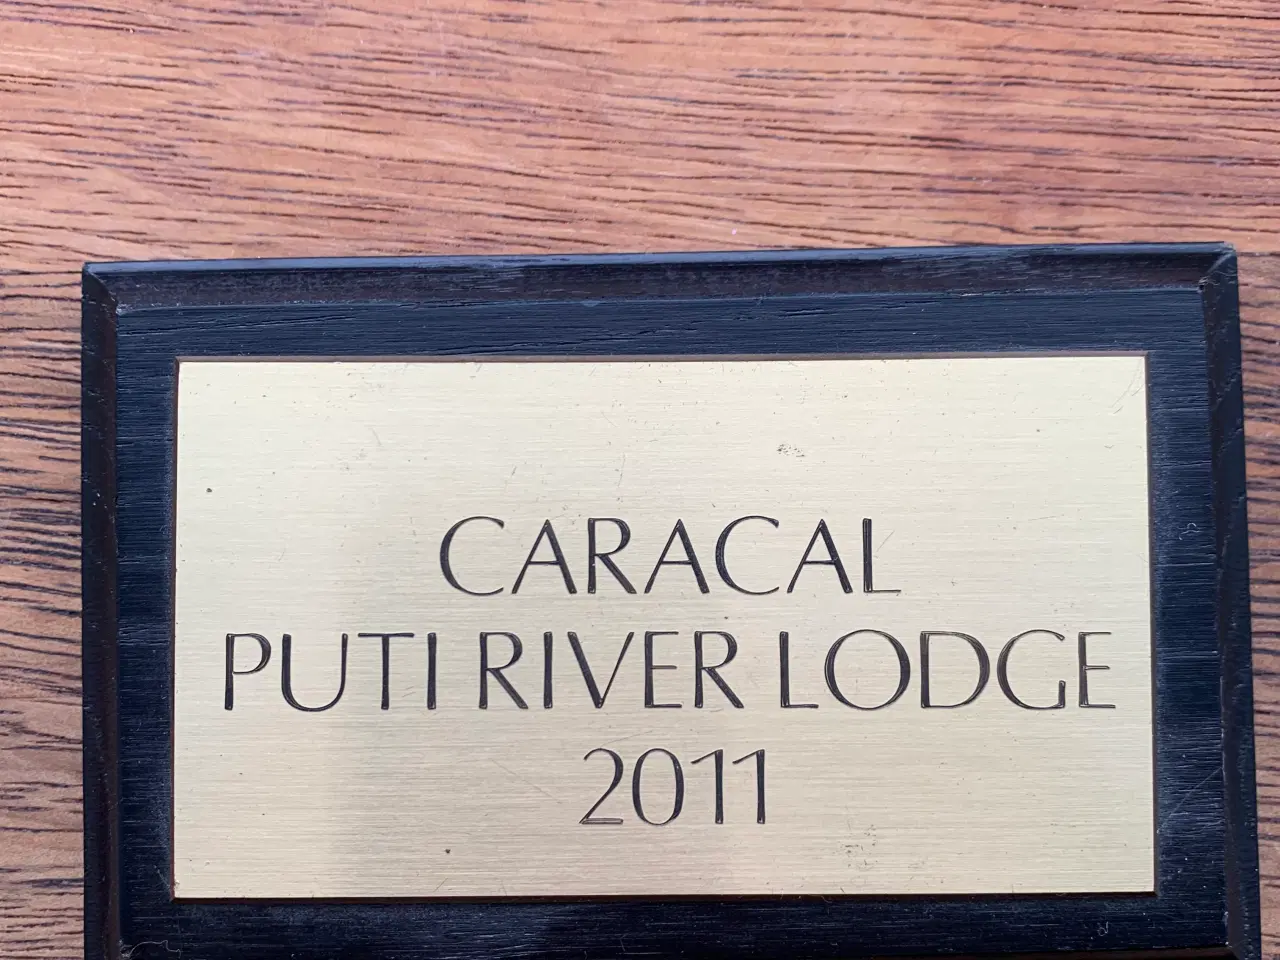 CARACAL
PUTI RIVER LODGE
2011